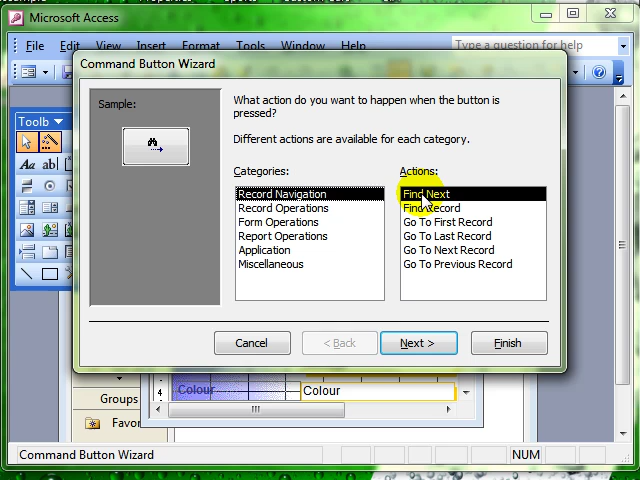 Microsoft Access
File Edit View Insert Format Tools Window Help
Type a question for help
Command Button Wizard
Toolb
Aa ab|
Sample:
What action do you want to happen when the button is
pressed?
Different actions are available for each category.
Categories:
Record Navigation
Record Operations
Form Operations
Report Operations
Application
Miscellaneous
Actions:
Find Next
Find Record
Go To First Record
Go To Last Record
Go To Next Record
Go To Previous Record
Cancel
< Back
Next >
Finish
4
Colour
Colour
Groups
Favor
Command Button Wizard
NUM